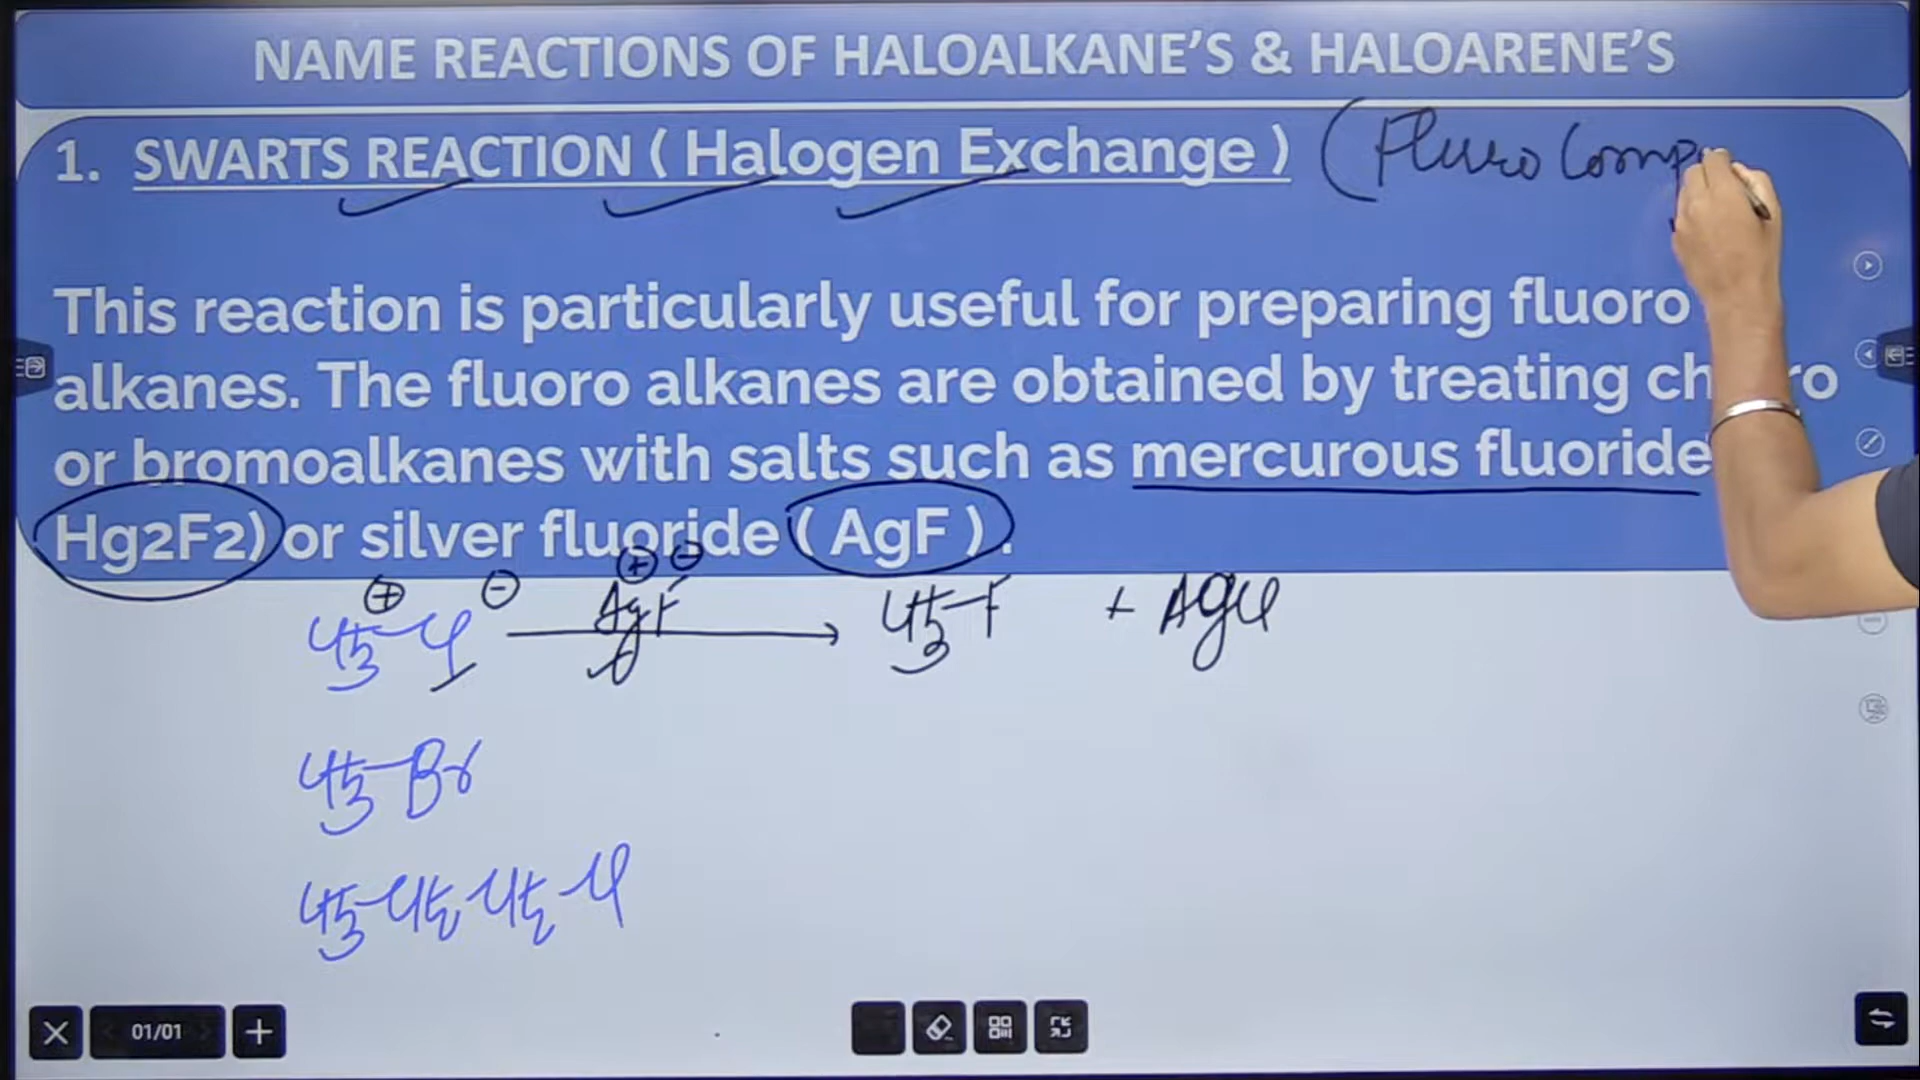 NAME REACTIONS OF HALOALKANE’S & HALOARENE’S
1. SWARTS REACTION ( Halogen Exchange ) (Fluro Comp
This reaction is particularly useful for preparing fluoro
alkanes. The fluoro alkanes are obtained by treating ch ro
or bromoalkanes with salts such as mercurous fluoride
Hg2F2) or silver fluoride ( AgF ) .
⊕ ⊖ ⊕ ⊖
CH3-Cl AgF → CH3-F + AgCl
CH3-Br
CH3-CH2-CH2-Cl
01/01